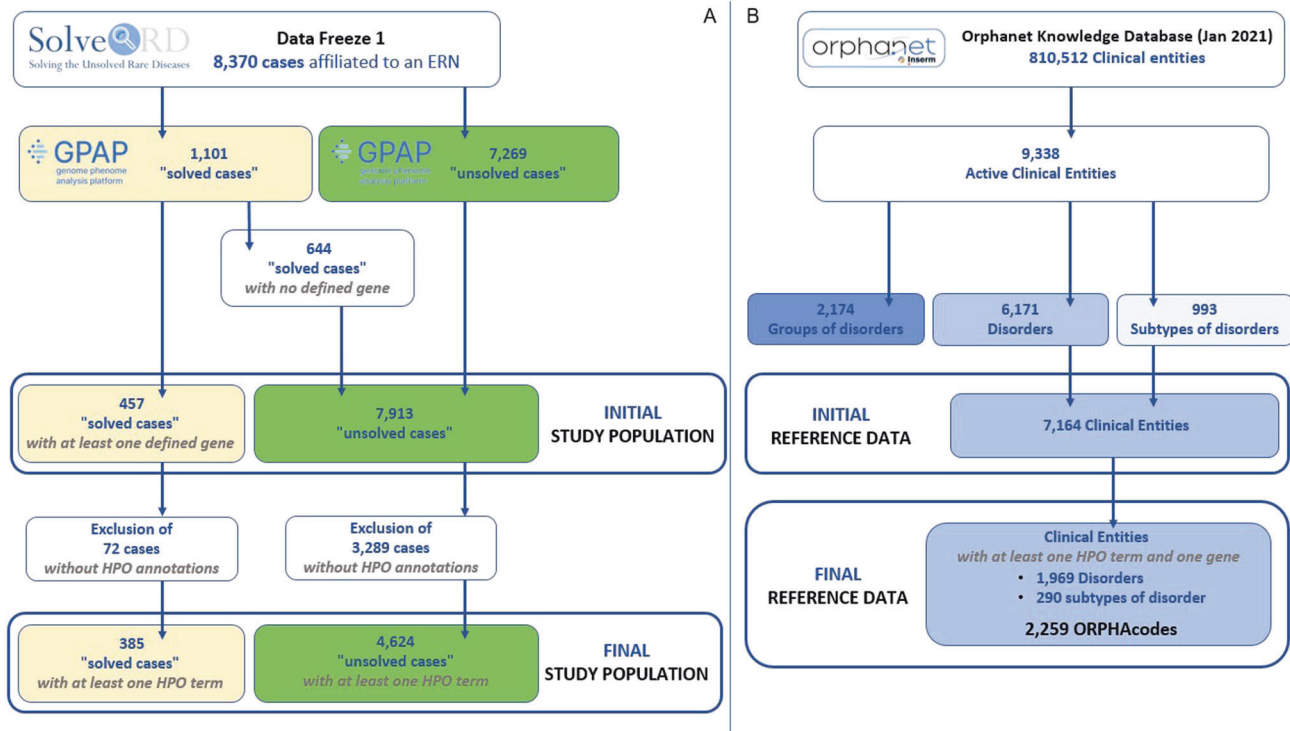 A
SolveRD
Solving the Unsolved Rare Diseases
Data Freeze 1
8,370 cases affiliated to an ERN
GPAP
genome phenome
analysis platform
1,101
"solved cases"
GPAP
genome phenome
analysis platform
7,269
"unsolved cases"
644
"solved cases"
with no defined gene
457
"solved cases"
with at least one defined gene
7,913
"unsolved cases"
INITIAL
STUDY POPULATION
Exclusion of
72 cases
without HPO annotations
Exclusion of
3,289 cases
without HPO annotations
385
"solved cases"
with at least one HPO term
4,624
"unsolved cases"
with at least one HPO term
FINAL
STUDY POPULATION
B
orphanet
Inserm
Orphanet Knowledge Database (Jan 2021)
810,512 Clinical entities
9,338
Active Clinical Entities
2,174
Groups of disorders
6,171
Disorders
993
Subtypes of disorders
INITIAL
REFERENCE DATA
7,164 Clinical Entities
FINAL
REFERENCE DATA
Clinical Entities
with at least one HPO term and one gene
• 1,969 Disorders
• 290 subtypes of disorder
2,259 ORPHAcodes